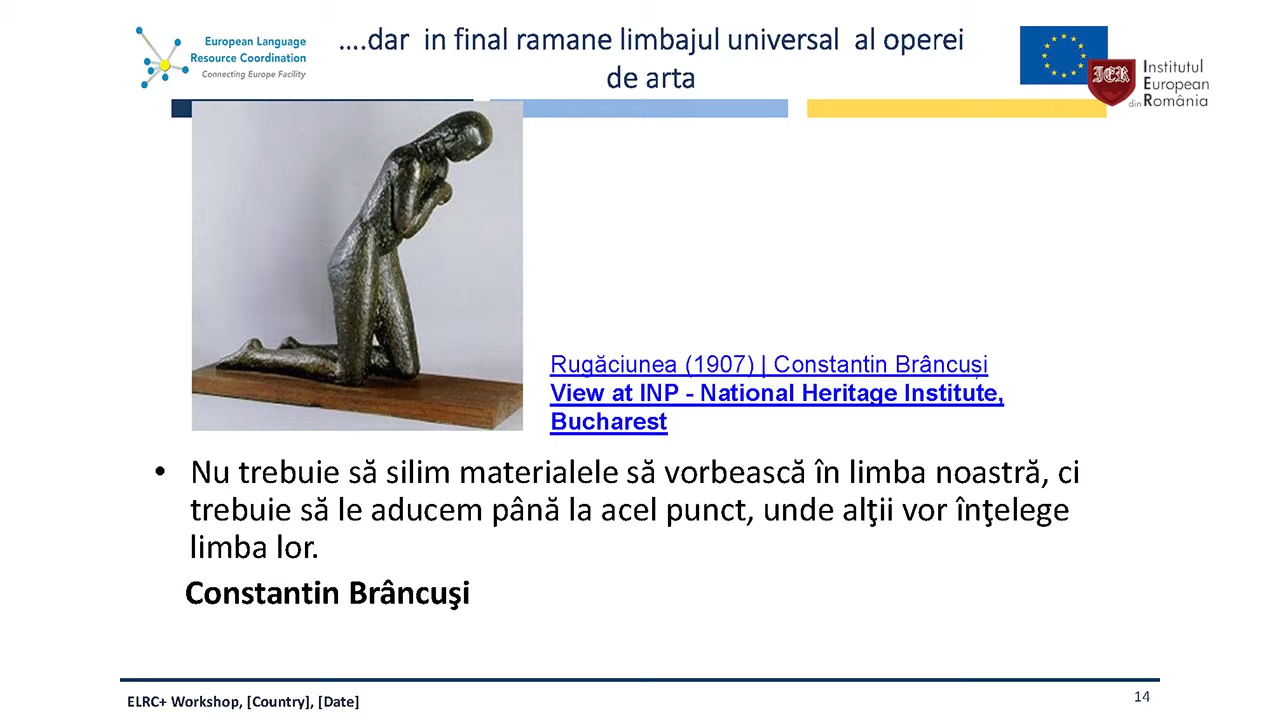 European Language
Resource Coordination
Connecting Europe Facility
....dar in final ramane limbajul universal al operei
de arta
IER
Institutul
European
din România
Rugăciunea (1907) | Constantin Brâncuși
View at INP - National Heritage Institute,
Bucharest
• Nu trebuie să silim materialele să vorbească în limba noastră, ci
trebuie să le aducem până la acel punct, unde alţii vor înţelege
limba lor.
Constantin Brâncuşi
ELRC+ Workshop, [Country], [Date]
14